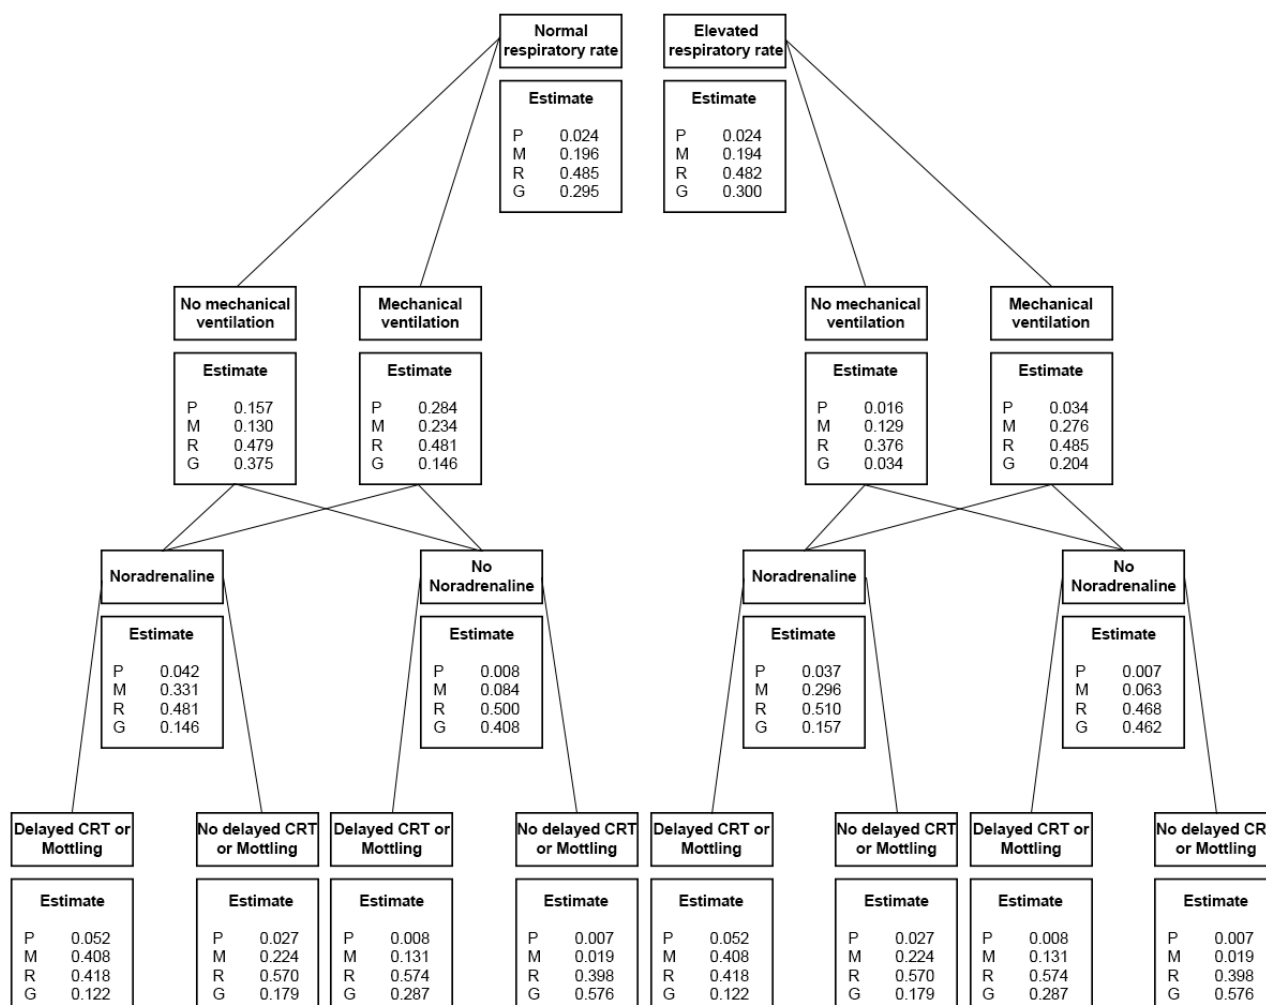 Normal
respiratory rate
Elevated
respiratory rate
Estimate
P 0.024
M 0.196
R 0.485
G 0.295
Estimate
P 0.024
M 0.194
R 0.482
G 0.300
No mechanical
ventilation
Mechanical
ventilation
No mechanical
ventilation
Mechanical
ventilation
Estimate
P 0.157
M 0.130
R 0.479
G 0.375
Estimate
P 0.284
M 0.234
R 0.481
G 0.146
Estimate
P 0.016
M 0.129
R 0.376
G 0.034
Estimate
P 0.034
M 0.276
R 0.485
G 0.204
Noradrenaline
No
Noradrenaline
Noradrenaline
No
Noradrenaline
Estimate
P 0.042
M 0.331
R 0.481
G 0.146
Estimate
P 0.008
M 0.084
R 0.500
G 0.408
Estimate
P 0.037
M 0.296
R 0.510
G 0.157
Estimate
P 0.007
M 0.063
R 0.468
G 0.462
Delayed CRT or
Mottling
No delayed CRT
or Mottling
Delayed CRT or
Mottling
No delayed CRT
or Mottling
Delayed CRT or
Mottling
No delayed CRT
or Mottling
Delayed CRT or
Mottling
No delayed CRT
or Mottling
Estimate
P 0.052
M 0.408
R 0.418
G 0.122
Estimate
P 0.027
M 0.224
R 0.570
G 0.179
Estimate
P 0.008
M 0.131
R 0.574
G 0.287
Estimate
P 0.007
M 0.019
R 0.398
G 0.576
Estimate
P 0.052
M 0.408
R 0.418
G 0.122
Estimate
P 0.027
M 0.224
R 0.570
G 0.179
Estimate
P 0.008
M 0.131
R 0.574
G 0.287
Estimate
P 0.007
M 0.019
R 0.398
G 0.576